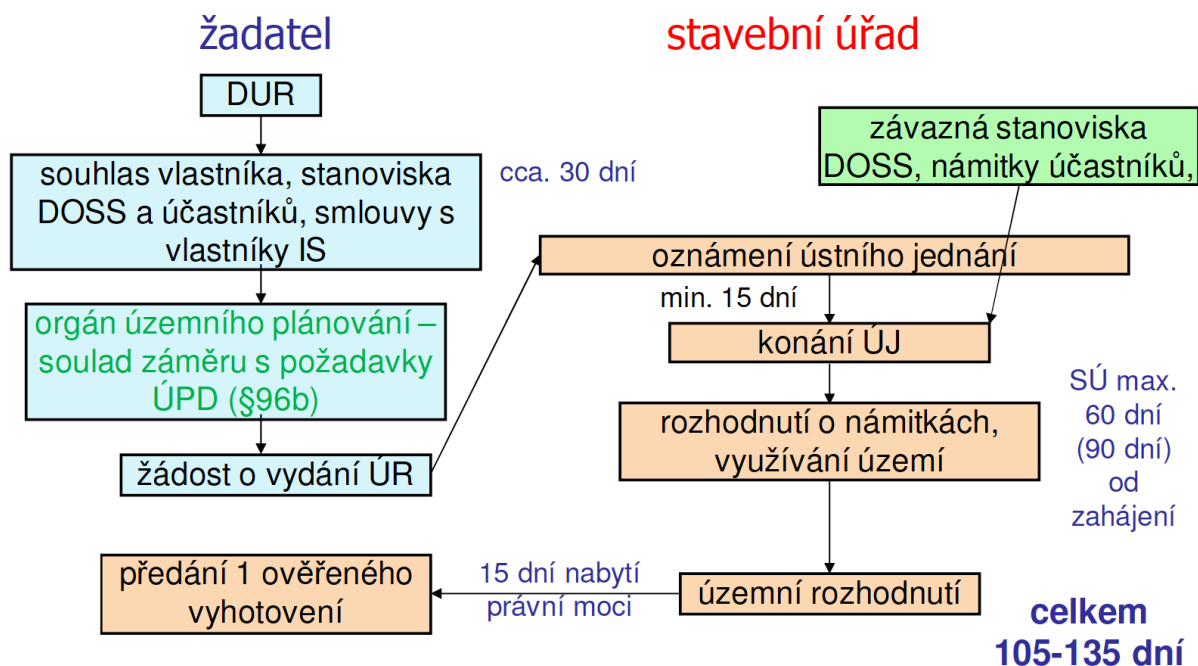 žadatel
stavební úřad
DUR
souhlas vlastníka, stanoviska
DOSS a účastníků, smlouvy s
vlastníky IS
cca. 30 dní
závazná stanoviska
DOSS, námitky účastníků,
orgán územního plánování –
soulad záměru s požadavky
ÚPD (§96b)
žádost o vydání ÚR
oznámení ústního jednání
min. 15 dní
konání ÚJ
rozhodnutí o námitkách,
využívání území
SÚ max.
60 dní
(90 dní)
od
zahájení
územní rozhodnutí
15 dní nabytí
právní moci
předání 1 ověřeného
vyhotovení
celkem
105-135 dní